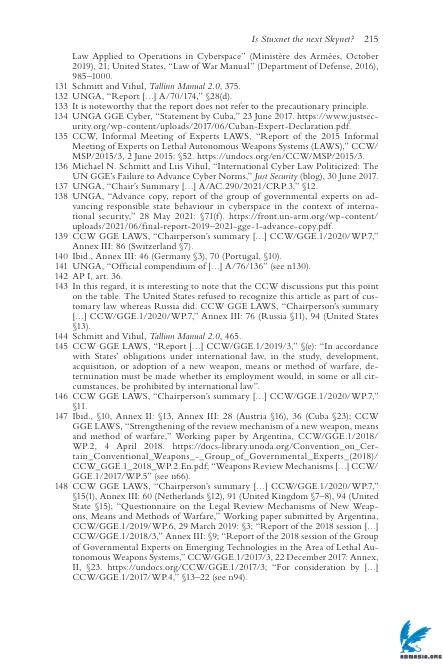 Is Stuxnet the next Skynet? 215
Law Applied to Operations in Cyberspace” (Ministère des Armées, October
2019), 21; United States, “Law of War Manual” (Department of Defense, 2016),
985–1000.
131 Schmitt and Vihul, Tallinn Manual 2.0, 375.
132 UNGA, “Report […] A/70/174,” §28(d).
133 It is noteworthy that the report does not refer to the precautionary principle.
134 UNGA GGE Cyber, “Statement by Cuba,” 23 June 2017. https://www.justsec-
urity.org/wp-content/uploads/2017/06/Cuban-Expert-Declaration.pdf.
135 CCW, Informal Meeting of Experts LAWS, “Report of the 2015 Informal
Meeting of Experts on Lethal Autonomous Weapons Systems (LAWS),” CCW/
MSP/2015/3, 2 June 2015: §52. https://undocs.org/en/CCW/MSP/2015/3.
136 Michael N. Schmitt and Liis Vihul, “International Cyber Law Politicized: The
UN GGE’s Failure to Advance Cyber Norms,” Just Security (blog), 30 June 2017.
137 UNGA, “Chair’s Summary […] A/AC.290/2021/CRP.3,” §12.
138 UNGA, “Advance copy, report of the group of governmental experts on ad-
vancing responsible state behaviour in cyberspace in the context of interna-
tional security,” 28 May 2021: §71(f). https://front.un-arm.org/wp-content/
uploads/2021/06/final-report-2019–2021-gge-1-advance-copy.pdf.
139 CCW GGE LAWS, “Chairperson’s summary […] CCW/GGE.1/2020/WP.7,”
Annex III: 86 (Switzerland §7).
140 Ibid., Annex III: 46 (Germany §3), 70 (Portugal, §10).
141 UNGA, “Official compendium of […] A/76/136” (see n130).
142 AP I, art. 36.
143 In this regard, it is interesting to note that the CCW discussions put this point
on the table. The United States refused to recognize this article as part of cus-
tomary law whereas Russia did. CCW GGE LAWS, “Chairperson’s summary
[…] CCW/GGE.1/2020/WP.7,” Annex III: 76 (Russia §11), 94 (United States
§13).
144 Schmitt and Vihul, Tallinn Manual 2.0, 465.
145 CCW GGE LAWS, “Report […] CCW/GGE.1/2019/3,” §(e): “In accordance
with States’ obligations under international law, in the study, development,
acquisition, or adoption of a new weapon, means or method of warfare, de-
termination must be made whether its employment would, in some or all cir-
cumstances, be prohibited by international law”.
146 CCW GGE LAWS, “Chairperson’s summary […] CCW/GGE.1/2020/WP.7,”
§11.
147 Ibid., §10, Annex II: §13, Annex III: 28 (Austria §16), 36 (Cuba §23); CCW
GGE LAWS, “Strengthening of the review mechanism of a new weapon, means
and method of warfare,” Working paper by Argentina, CCW/GGE.1/2018/
WP.2, 4 April 2018. https://docs-library.unoda.org/Convention_on_Cer-
tain_Conventional_Weapons_-_Group_of_Governmental_Experts_(2018)/
CCW_GGE.1_2018_WP.2.En.pdf; “Weapons Review Mechanisms […] CCW/
GGE.1/2017/WP.5” (see n66).
148 CCW GGE LAWS, “Chairperson’s summary […] CCW/GGE.1/2020/WP.7,”
§15(1), Annex III: 60 (Netherlands §12), 91 (United Kingdom §7–8), 94 (United
State §15); “Questionnaire on the Legal Review Mechanisms of New Weap-
ons, Means and Methods of Warfare,” Working paper submitted by Argentina,
CCW/GGE.1/2019/WP.6, 29 March 2019: §3; “Report of the 2018 session […]
CCW/GGE.1/2018/3,” Annex III: §9; “Report of the 2018 session of the Group
of Governmental Experts on Emerging Technologies in the Area of Lethal Au-
tonomous Weapons Systems,” CCW/GGE.1/2017/3, 22 December 2017: Annex,
II, §23. https://undocs.org/CCW/GGE.1/2017/3; “For consideration by […]
CCW/GGE.1/2017/WP.4,” §13–22 (see n94).